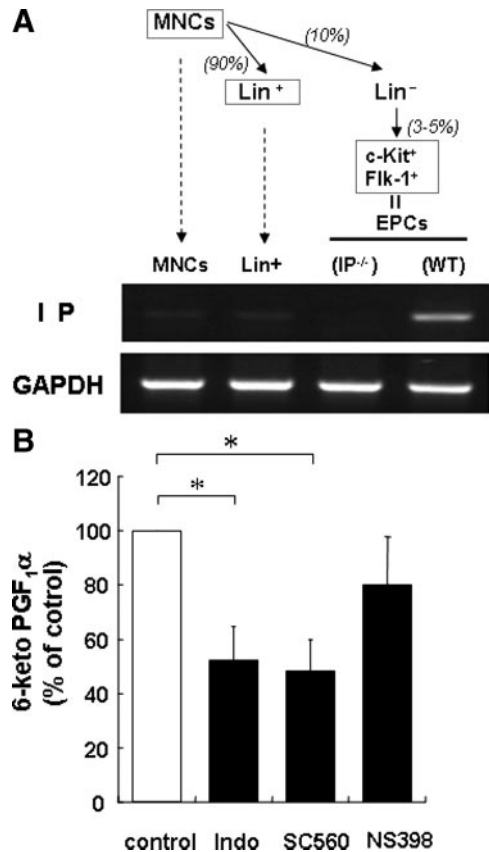 A
MNCs
(10%)
(90%)
Lin +
Lin−
(3-5%)
c-Kit+
Flk-1+
=
EPCs
MNCs Lin+ (IP-/-) (WT)
I P
GAPDH
B
* 
*
120
100
80
60
40
20
0
6-keto PGF1α
(% of cotrol)
control Indo SC560 NS398